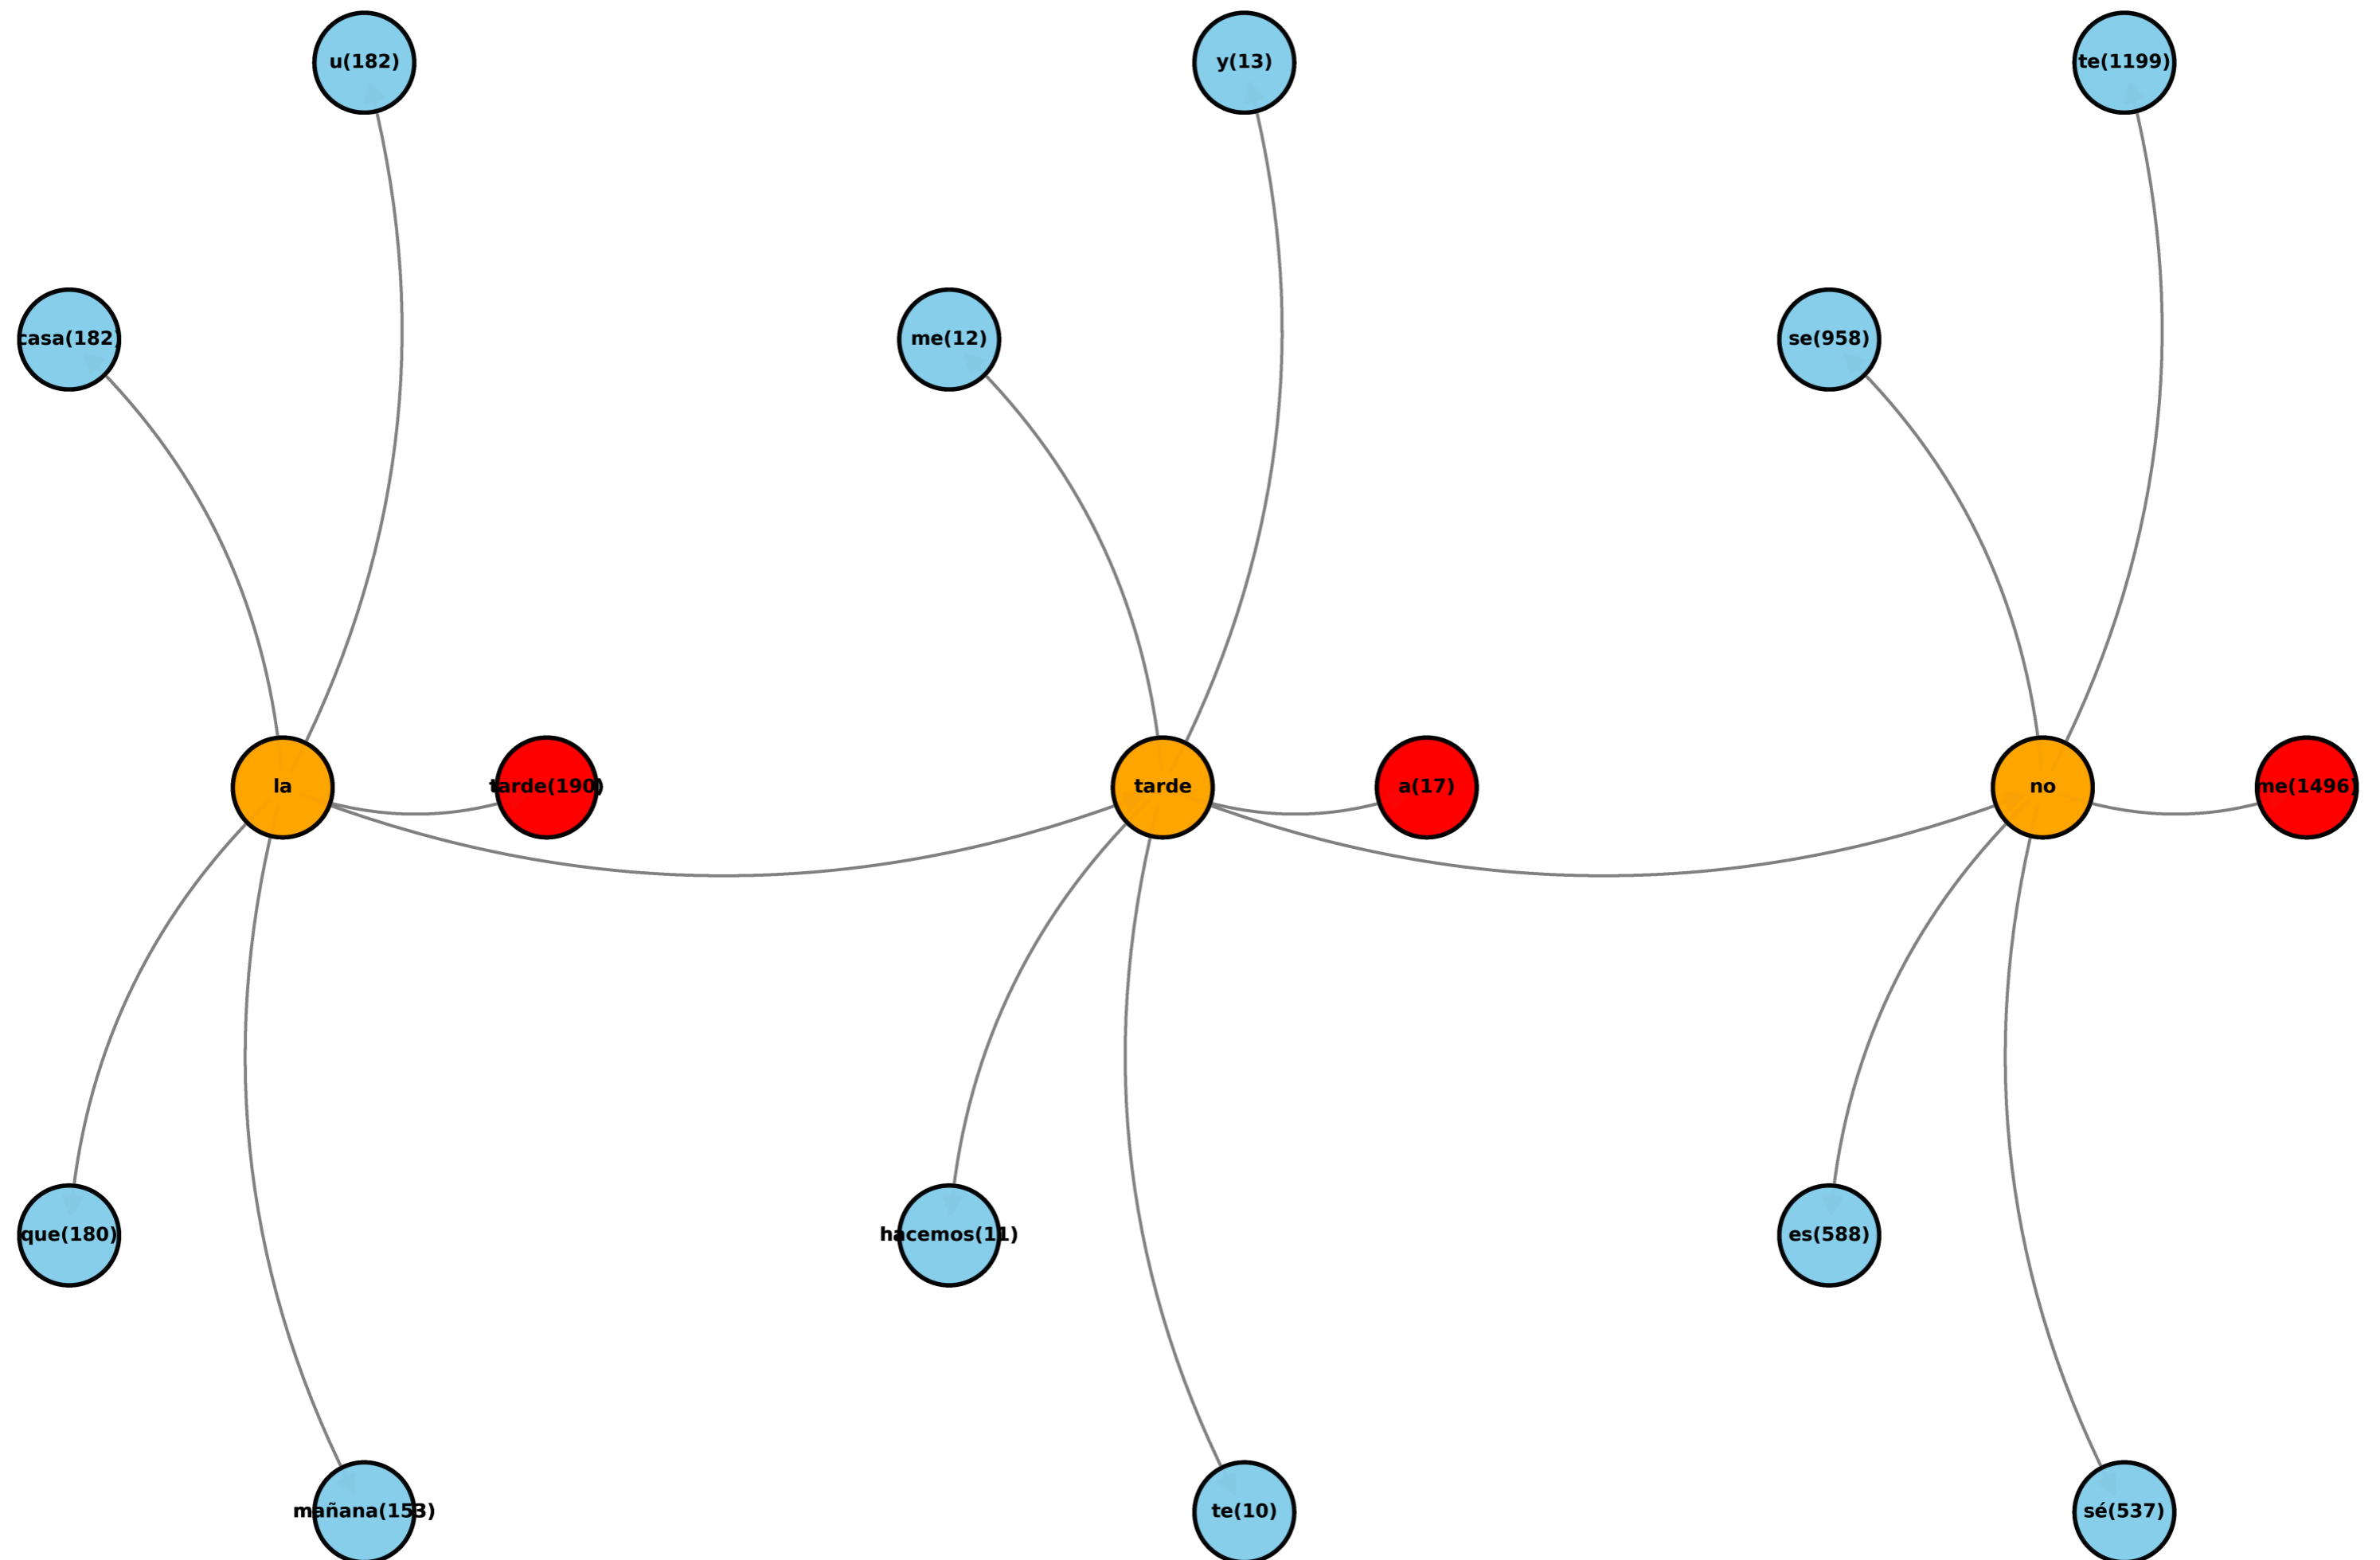 u(182)
y(13)
te(1199)
casa(182)
me(12)
se(958)
la
tarde(190)
tarde
a(17)
no
me(1496)
que(180)
hacemos(11)
es(588)
mañana(153)
te(10)
sé(537)